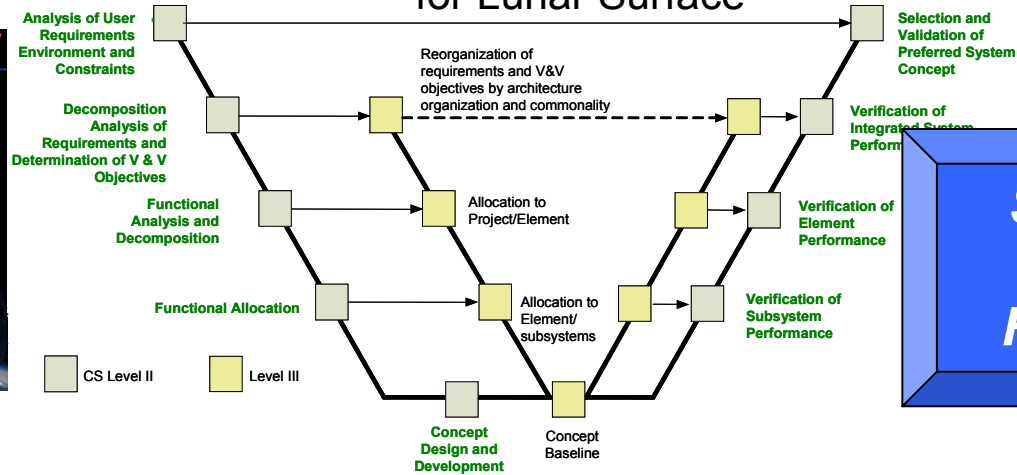 for Lunar Surface
Analysis of User
Requirements
Environment and
Constraints
Selection and
Validation of
Preferred System
Concept
Reorganization of
requirements and V&V
objectives by architecture
organization and commonality
Decomposition
Analysis of
Requirements and
Determination of V & V
Objectives
Verification of
Integrated System
Functional
Analysis and
Decomposition
Allocation to
Project/Element
Verification of
Element
Performance
Functional Allocation
Allocation to
Element/
subsystems
Verification of
Subsystem
Performance
CS Level II
Level III
Concept
Design and
Development
Concept
Baseline